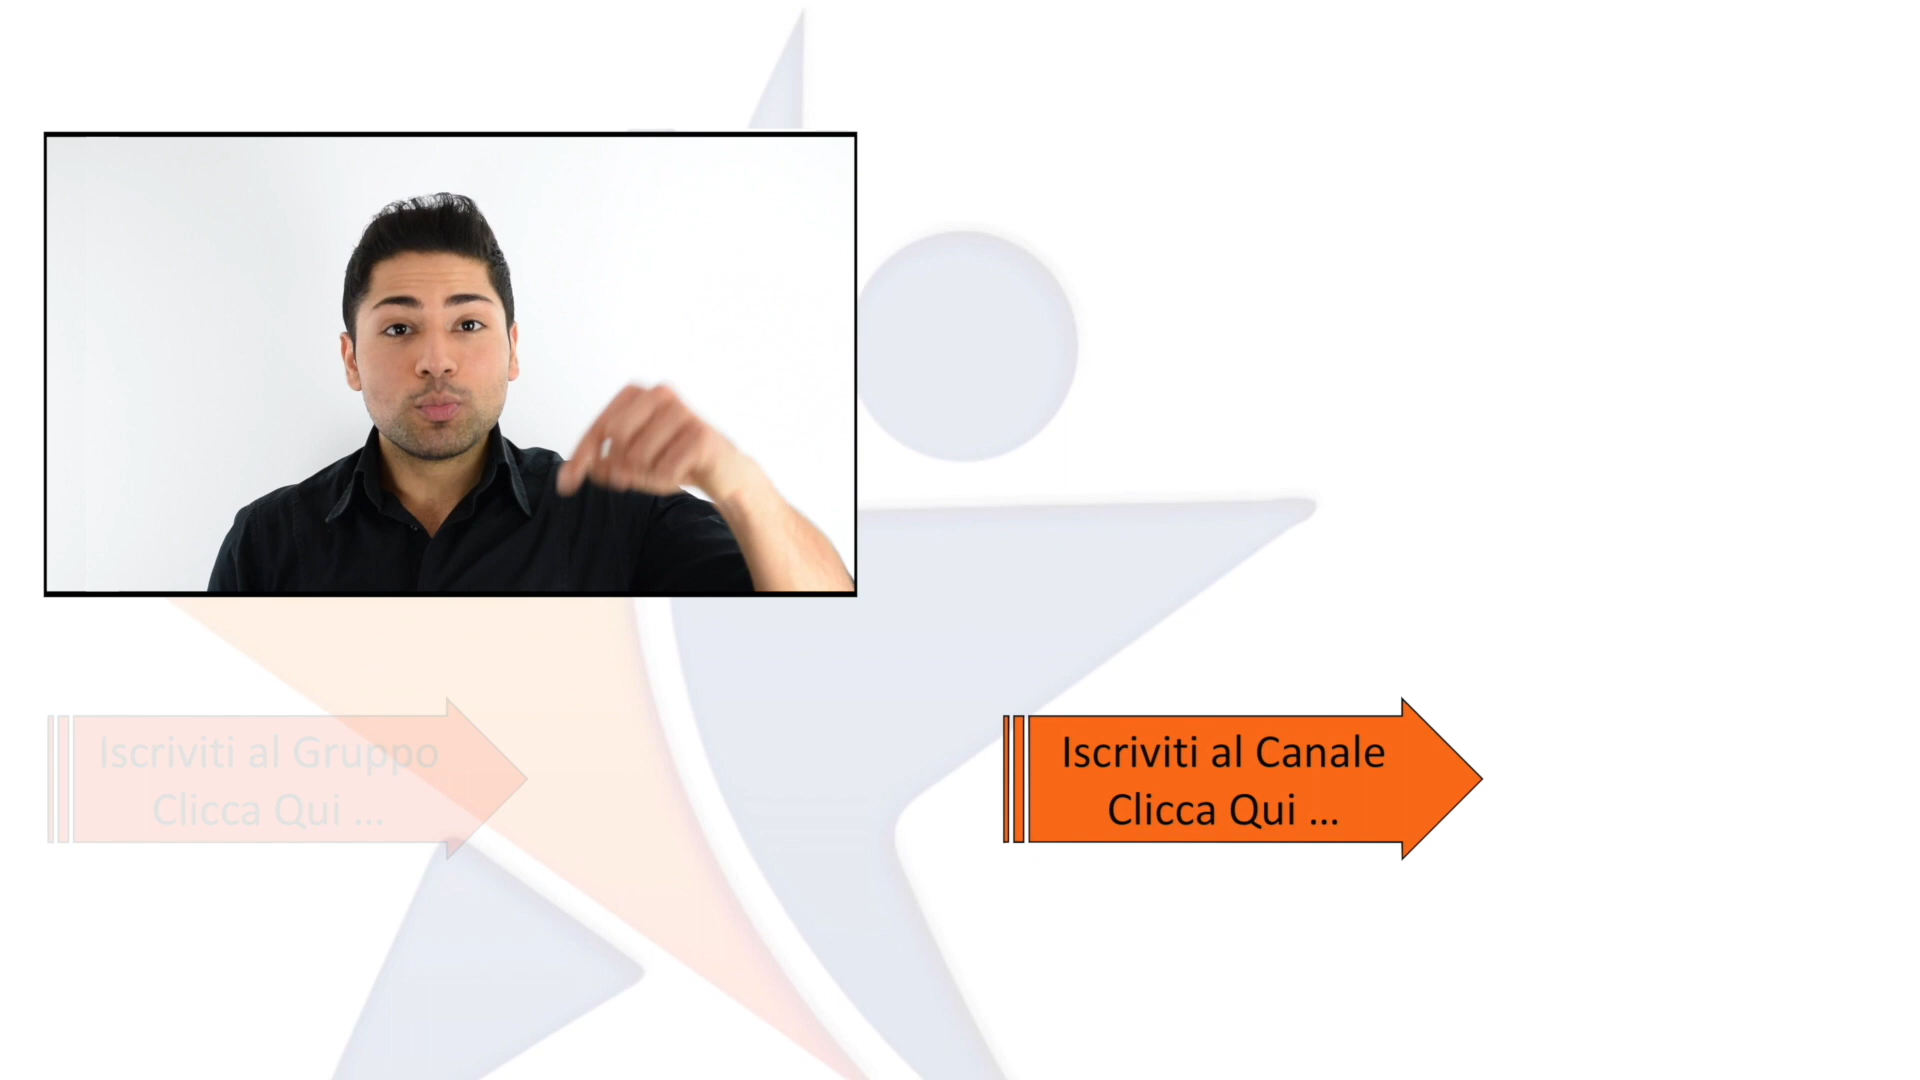 Iscriviti al Gruppo
Clicca Qui ...
Iscriviti al Canale
Clicca Qui ...